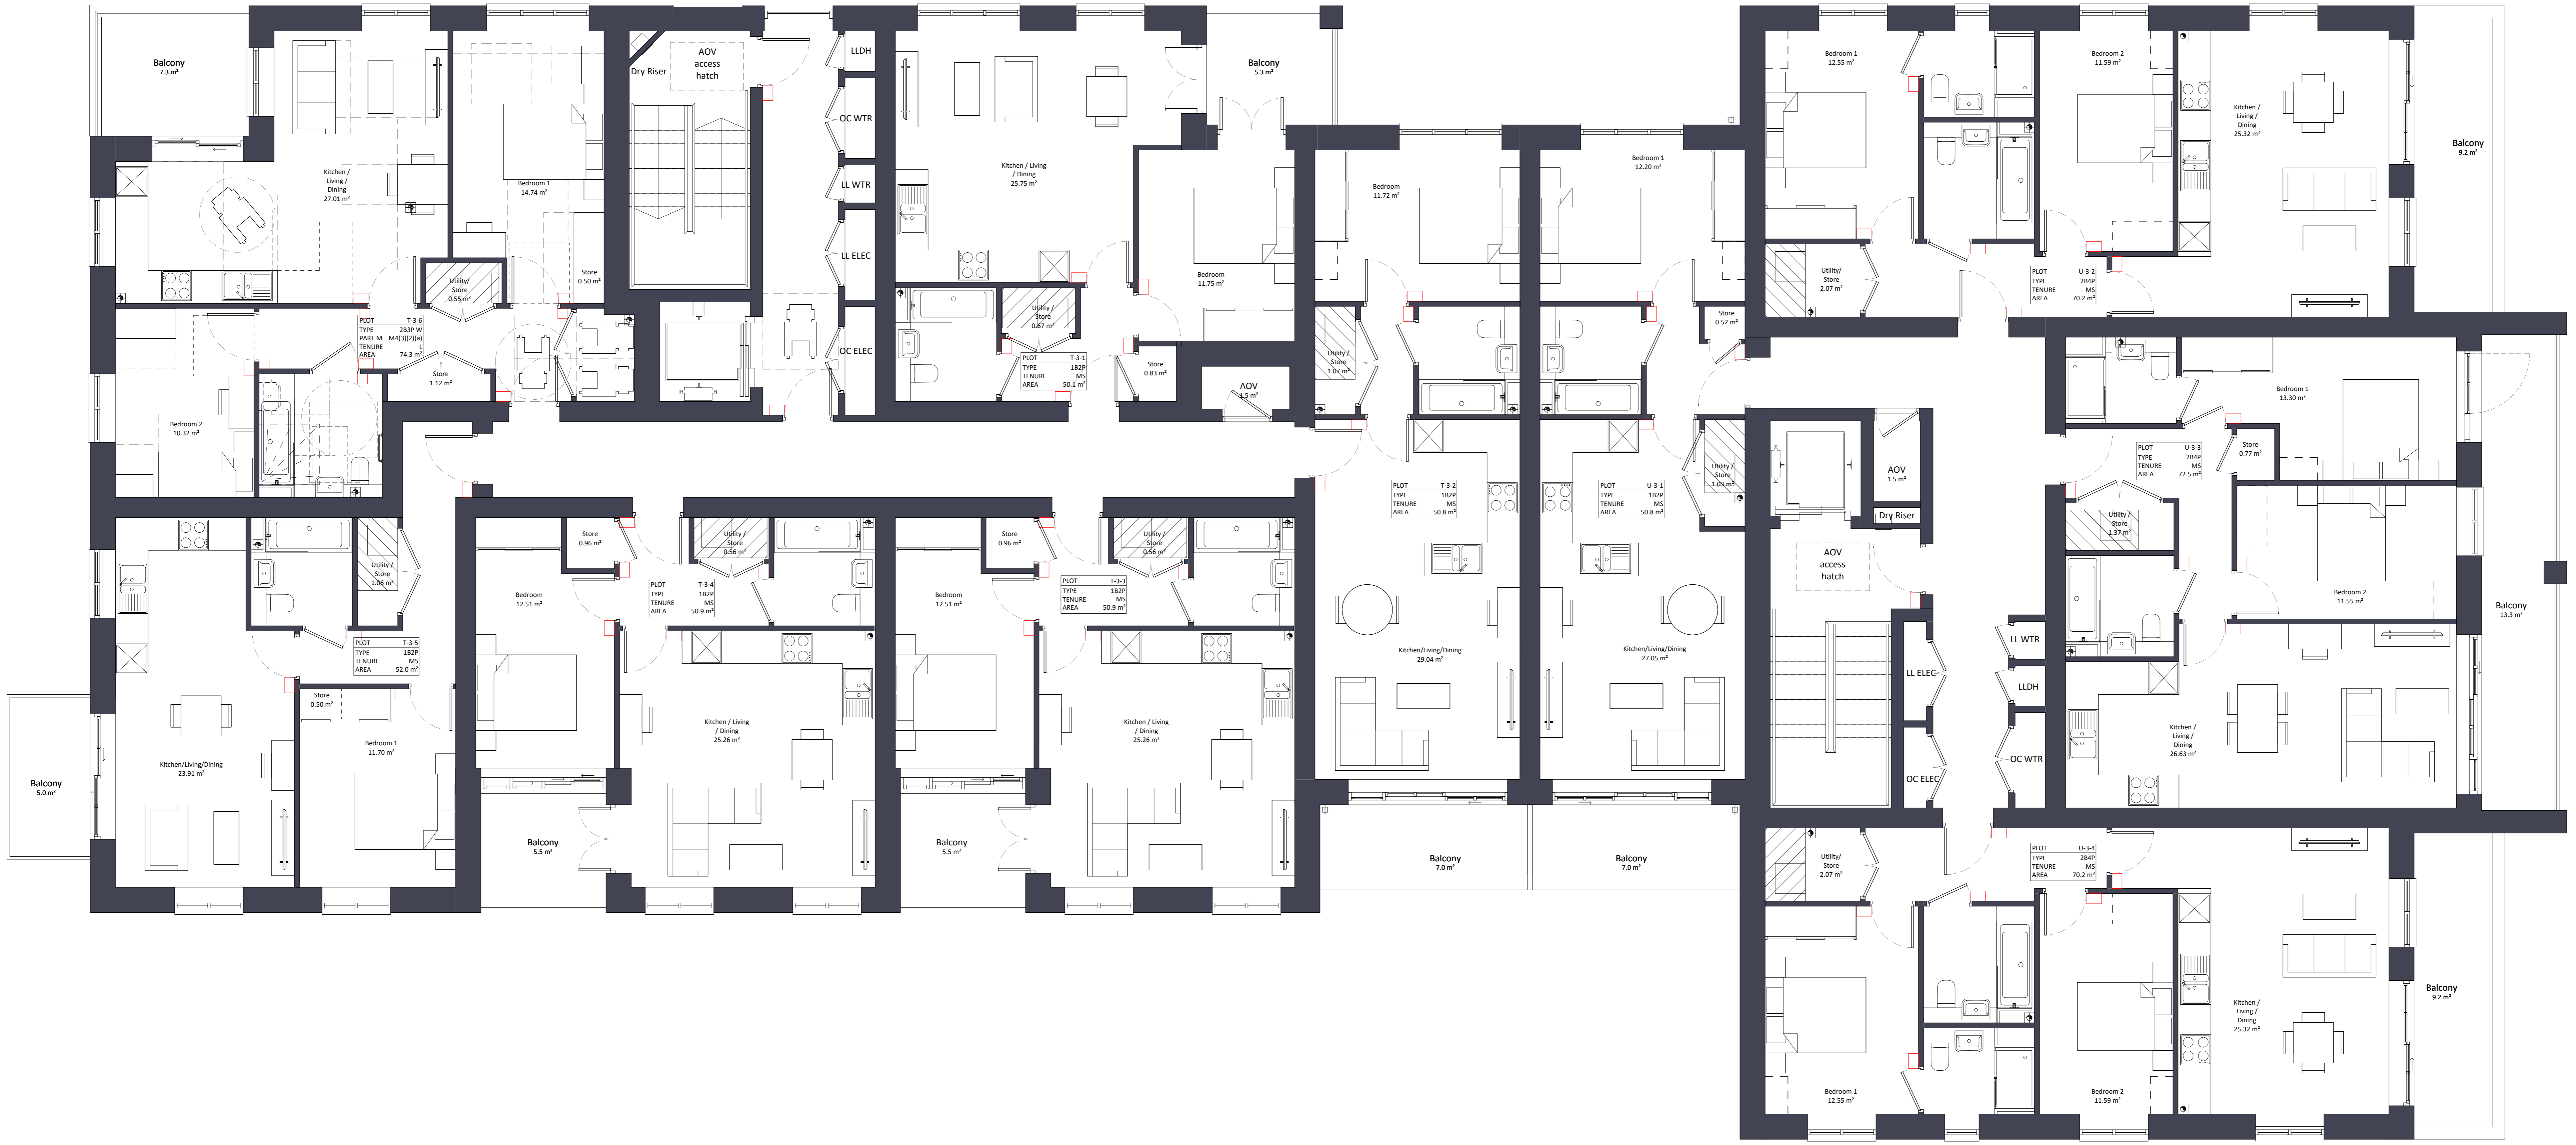 Balcony
7.3 m²
Kitchen /
Living /
Dining
27.01 m²
Bedroom 1
14.74 m²
Store
0.50 m²
Utility/
Store
0.55 m²
PLOT T-3-6
TYPE 2B3P W
PART M M4(3)(2)(a)
TENURE L
AREA 74.3 m²
Store
1.12 m²
Bedroom 2
10.32 m²
Dry Riser
AOV
access
hatch
LLDH
OC WTR
LL WTR
LL ELEC
OC ELEC
Kitchen / Living
/ Dining
25.75 m²
Balcony
5.3 m²
Bedroom
11.75 m²
Utility /
Store
0.67 m²
PLOT T-3-1
TYPE 1B2P
TENURE MS
AREA 50.1 m²
Store
0.83 m²
AOV
1.5 m²
Bedroom
11.72 m²
Utility /
Store
1.07 m²
PLOT T-3-2
TYPE 1B2P
TENURE MS
AREA 50.8 m²
Kitchen/Living/Dining
29.04 m²
Balcony
7.0 m²
Bedroom 1
12.20 m²
Store
0.52 m²
Utility /
Store
1.03 m²
PLOT U-3-1
TYPE 1B2P
TENURE MS
AREA 50.8 m²
Kitchen/Living/Dining
27.05 m²
Balcony
7.0 m²
Bedroom 1
12.55 m²
Bedroom 2
11.59 m²
Kitchen /
Living /
Dining
25.32 m²
Balcony
9.2 m²
Utility/
Store
2.07 m²
PLOT U-3-2
TYPE 2B4P
TENURE MS
AREA 70.2 m²
Bedroom 1
13.30 m²
PLOT U-3-3
TYPE 2B4P
TENURE MS
AREA 72.5 m²
Store
0.77 m²
Utility /
Store
1.37 m²
Bedroom 2
11.55 m²
Balcony
13.3 m²
Kitchen /
Living /
Dining
26.63 m²
AOV
1.5 m²
Dry Riser
AOV
access
hatch
LL ELEC
OC ELEC
LL WTR
LLDH
OC WTR
Kitchen/Living/Dining
23.91 m²
Utility /
Store
1.06 m²
PLOT T-3-5
TYPE 1B2P
TENURE MS
AREA 52.0 m²
Store
0.50 m²
Bedroom 1
11.70 m²
Balcony
5.0 m²
Store
0.96 m²
Utility /
Store
0.56 m²
Bedroom
12.51 m²
PLOT T-3-4
TYPE 1B2P
TENURE MS
AREA 50.9 m²
Kitchen / Living
/ Dining
25.26 m²
Balcony
5.5 m²
Store
0.96 m²
Utility /
Store
0.56 m²
Bedroom
12.51 m²
PLOT T-3-3
TYPE 1B2P
TENURE MS
AREA 50.9 m²
Kitchen / Living
/ Dining
25.26 m²
Balcony
5.5 m²
Utility/
Store
2.07 m²
PLOT U-3-4
TYPE 2B4P
TENURE MS
AREA 70.2 m²
Kitchen /
Living /
Dining
25.32 m²
Balcony
9.2 m²
Bedroom 1
12.55 m²
Bedroom 2
11.59 m²